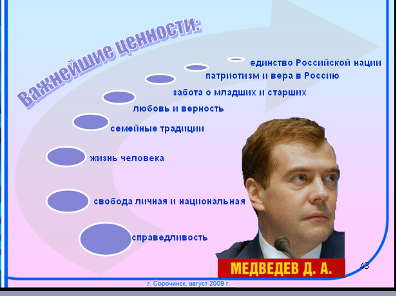 Важнейшие ценности:
единство Российской нации
патриотизм и вера в Россию
забота о младших и старших
любовь и верность
семейные традиции
жизнь человека
свобода личная и национальная
справедливость
МЕДВЕДЕВ Д. А.
43
г. Сорочинск, август 2009 г.